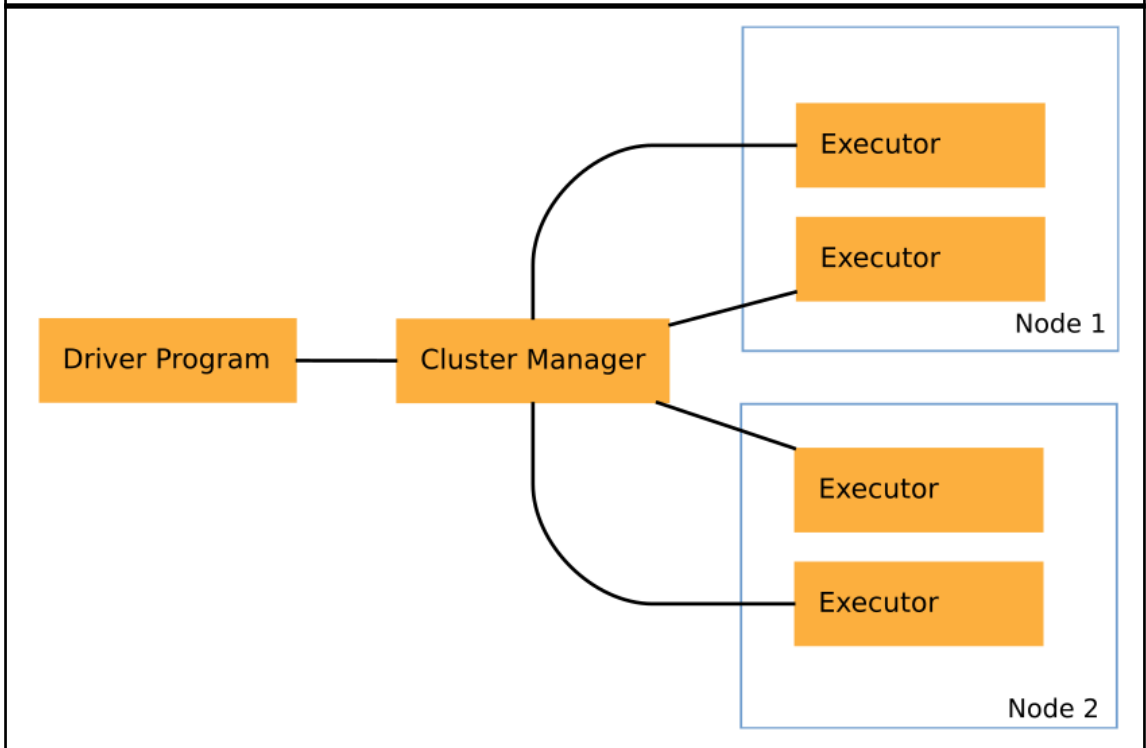 Executor
Executor
Node 1
Driver Program
Cluster Manager
Executor
Executor
Node 2